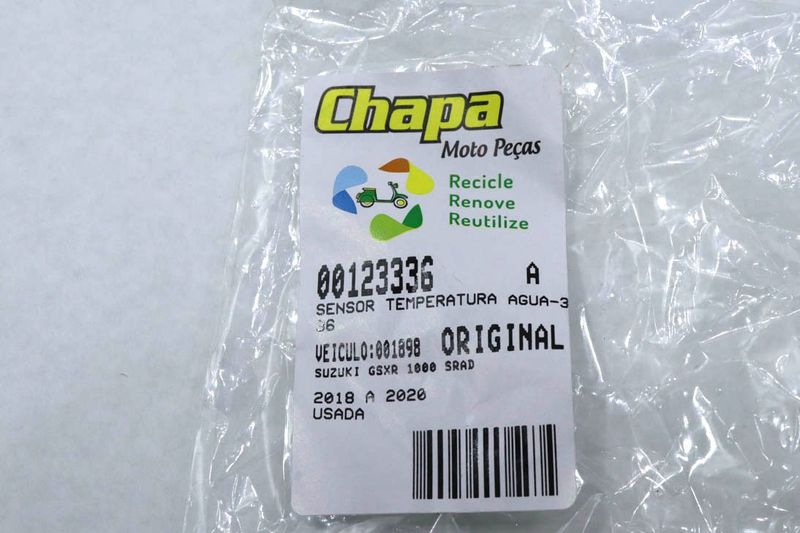 Chapa
Moto Peças
Recicle
Renove
Reutilize
00123336 A
SENSOR TEMPERATURA AGUA-3
36
VEICULO:001898 ORIGINAL
SUZUKI GSXR 1000 SRAD
2018 A 2020
USADA